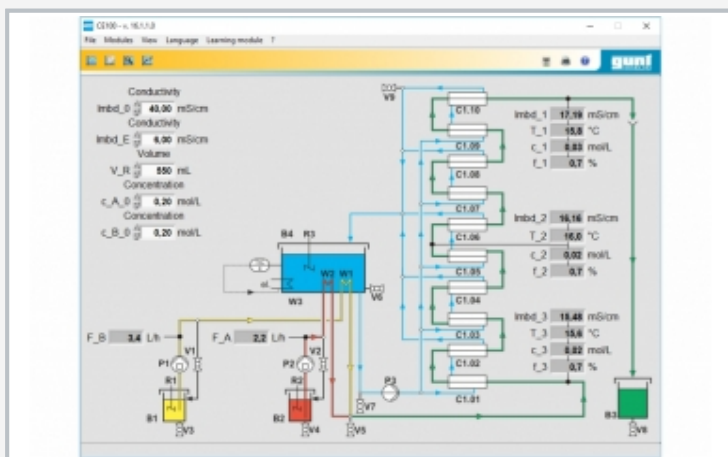 CE100 - v. 16.1.1.0
File Modules View Language Learning module ?
gunt
Conductivity
lmbd_0 40,00 mS/cm
Conductivity
lmbd_E 6,00 mS/cm
Volume
V_R 550 mL
Concentration
c_A_0 0,20 mol/L
Concentration
c_B_0 0,20 mol/L
V9
C1.10
C1.09
C1.08
C1.07
C1.06
C1.05
C1.04
C1.03
C1.02
C1.01
lmbd_1 17,19 mS/cm
T_1 15,8 °C
c_1 0,03 mol/L
f_1 0,7 %
lmbd_2 16,16 mS/cm
T_2 16,0 °C
c_2 0,02 mol/L
f_2 0,7 %
lmbd_3 15,6 °C
c_3 0,02 mol/L
f_3 0,7 %
B4 R3
W2 W1
W3
V6
F_B 3,4 L/h
F_A 2,2 L/h
V1
V2
P1
P2
P3
R1
R2
V7
B1
B2
B3
V3
V4
V5
V8